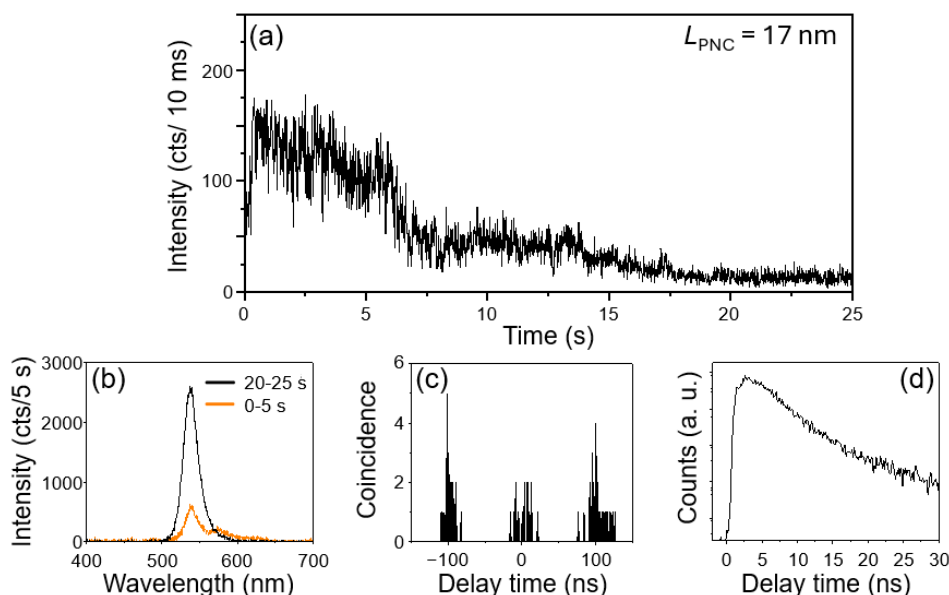 (a)
L_PNC = 17 nm
Intensity (cts/ 10 ms)
200
100
0
0 5 10 15 20 25
Time (s)
(b)
20-25 s
0-5 s
Intensity (cts/5 s)
3000
2000
1000
0
400 500 600 700
Wavelength (nm)
(c)
Coincidence
6
4
2
0
−100 0 100
Delay time (ns)
(d)
Counts (a. u.)
0 5 10 15 20 25 30
Delay time (ns)